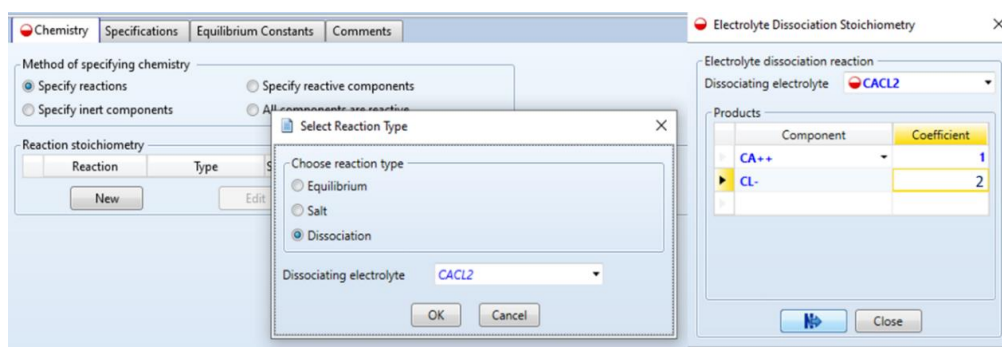 Chemistry Specifications Equilibrium Constants Comments
Method of specifying chemistry
Specify reactions Specify reactive components
Specify inert components All components are reactive
Reaction stoichiometry
Reaction Type S
New Edit
Select Reaction Type
Choose reaction type
Equilibrium
Salt
Dissociation
Dissociating electrolyte CACL2
OK Cancel
Electrolyte Dissociation Stoichiometry
Electrolyte dissociation reaction
Dissociating electrolyte CACL2
Products
Component Coefficient
CA++ 1
CL- 2
N
Close